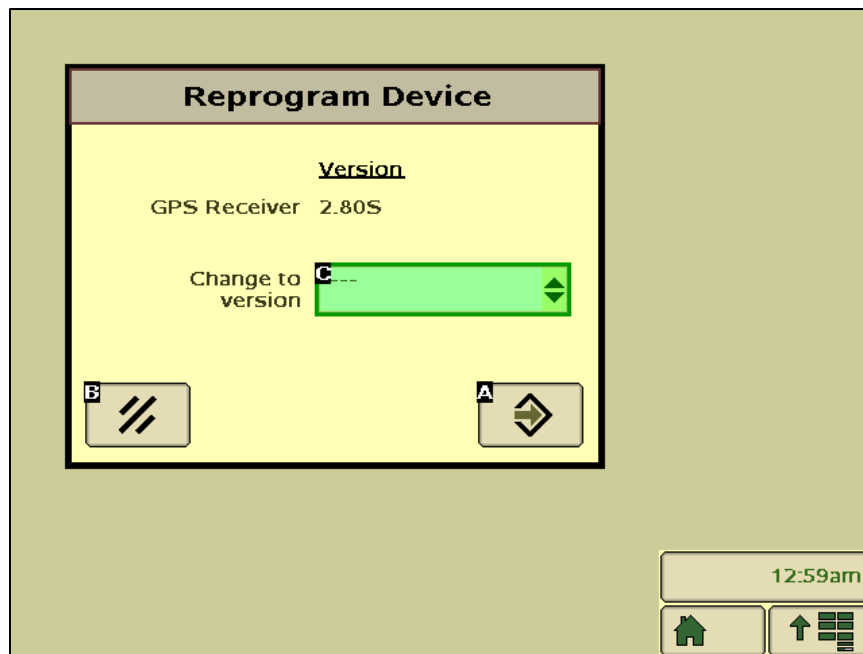 Reprogram Device
Version
GPS Receiver 2.80S
Change to
version
C
---
B
A
12:59am